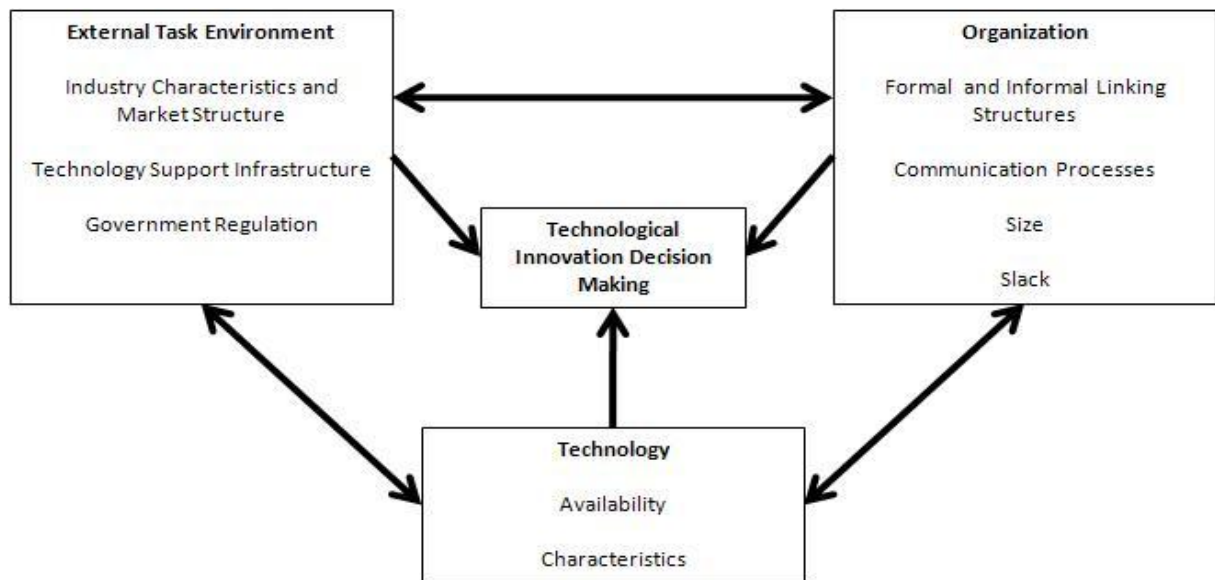 External Task Environment
Industry Characteristics and
Market Structure
Technology Support Infrastructure
Government Regulation
Organization
Formal and Informal Linking
Structures
Communication Processes
Size
Slack
Technological
Innovation Decision
Making
Technology
Availability
Characteristics